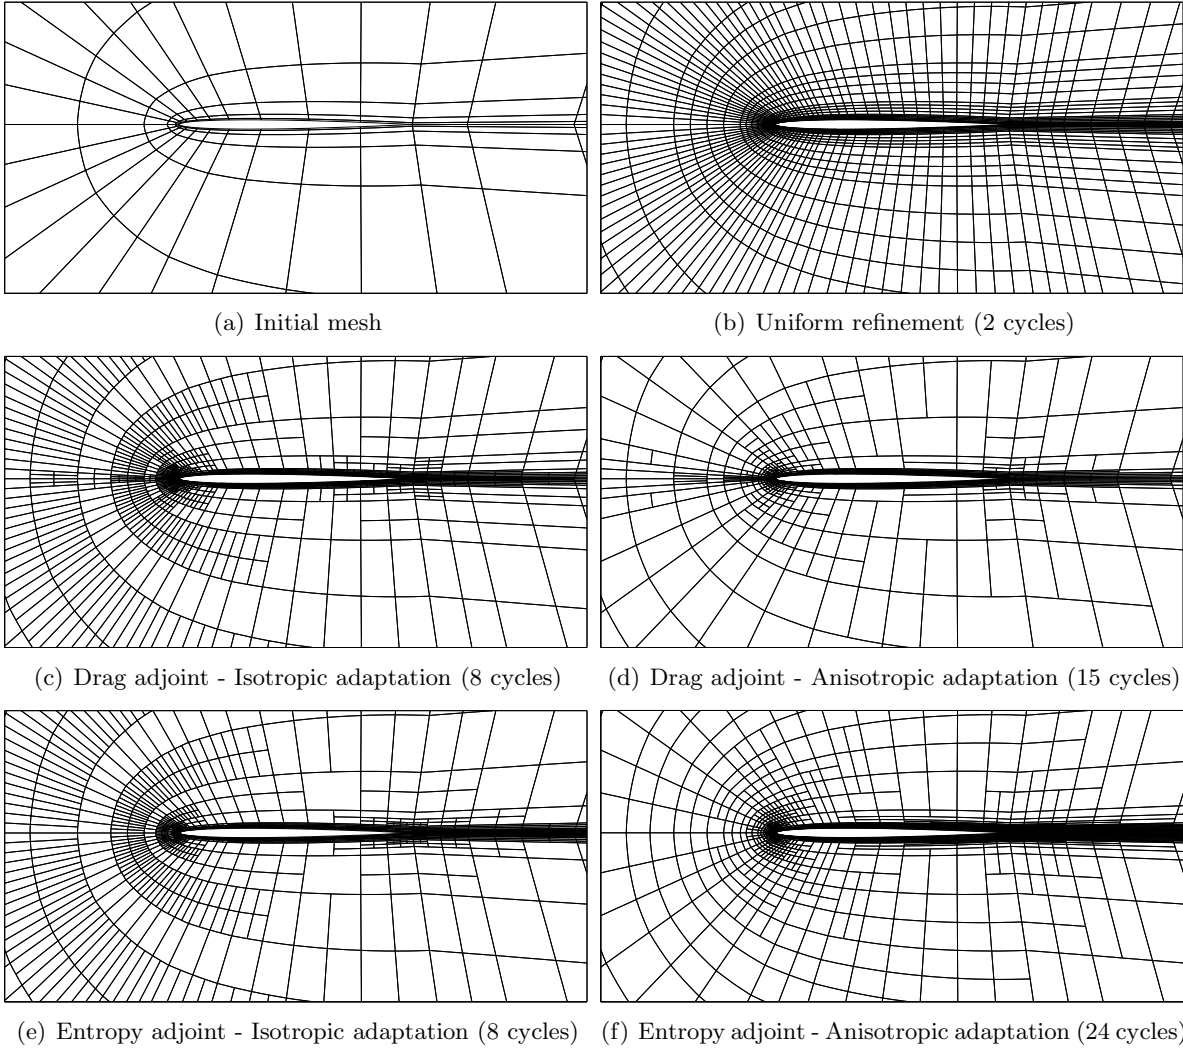 (a) Initial mesh
(b) Uniform refinement (2 cycles)
(c) Drag adjoint - Isotropic adaptation (8 cycles)
(d) Drag adjoint - Anisotropic adaptation (15 cycles)
(e) Entropy adjoint - Isotropic adaptation (8 cycles)
(f) Entropy adjoint - Anisotropic adaptation (24 cycles)